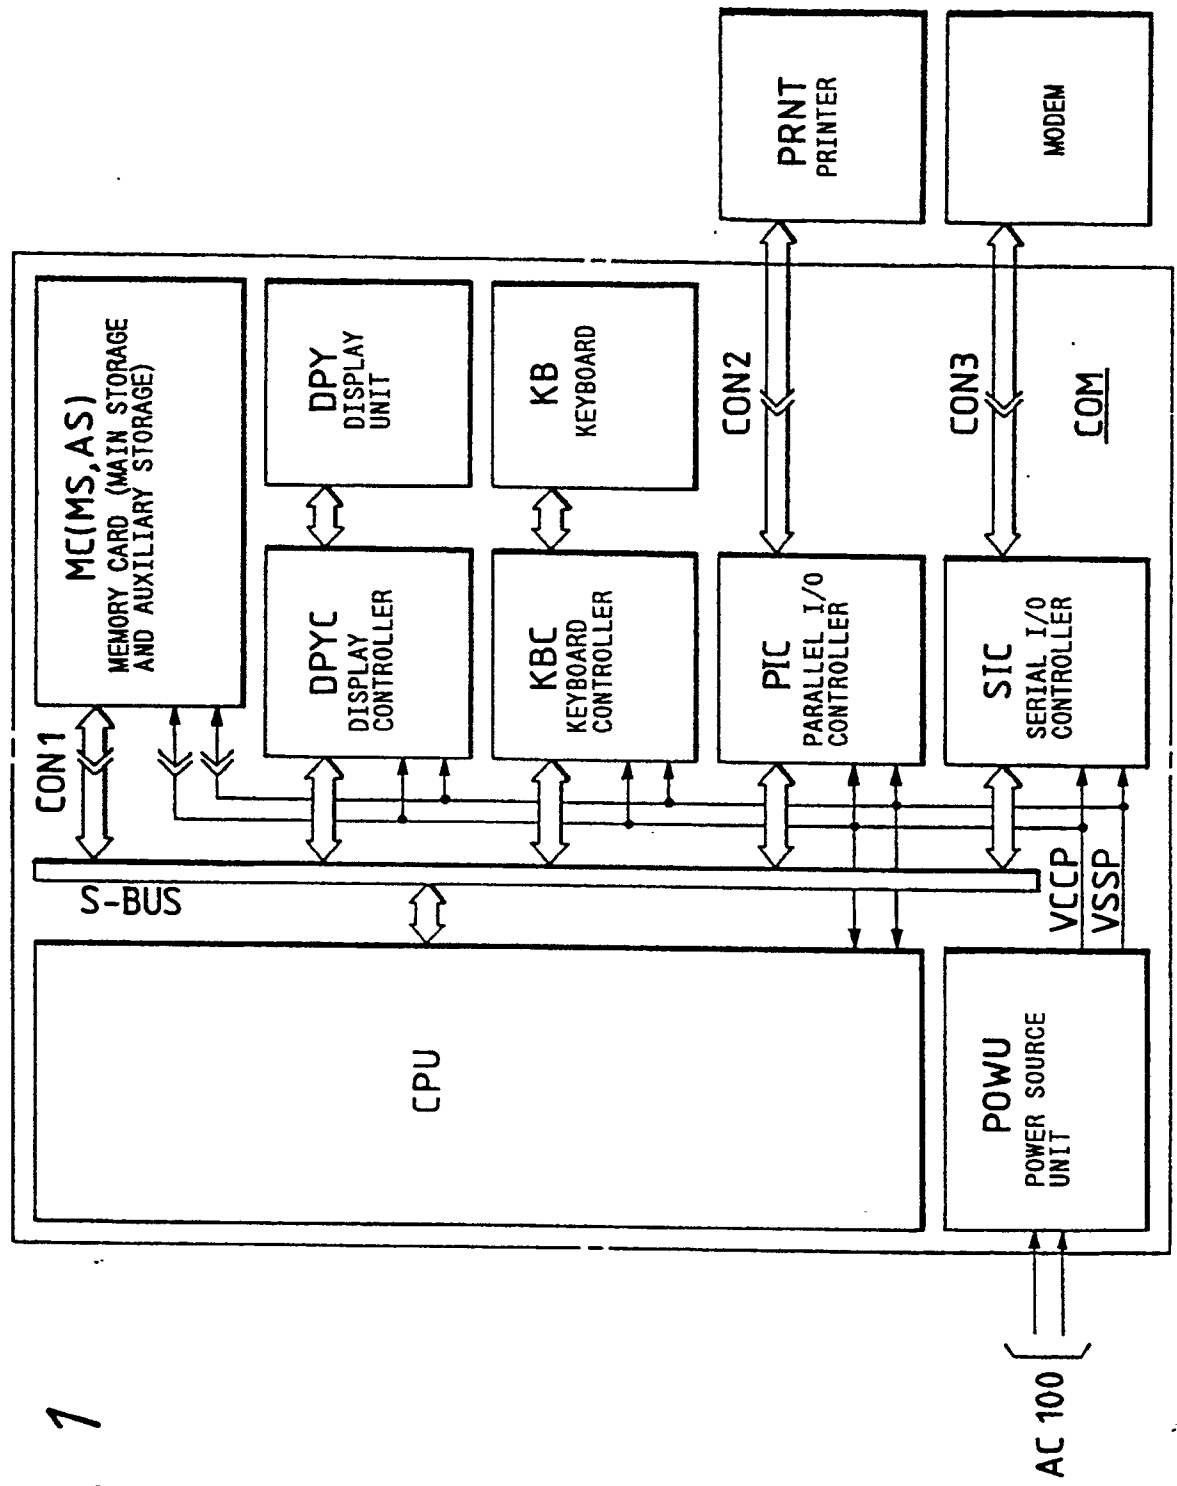 1
MC(MS,AS)
MEMORY CARD (MAIN STORAGE
AND AUXILIARY STORAGE)
CON1
S-BUS
CPU
DPYC
DISPLAY
CONTROLLER
DPY
DISPLAY
UNIT
KBC
KEYBOARD
CONTROLLER
KB
KEYBOARD
PIC
PARALLEL I/O
CONTROLLER
CON2
PRNT
PRINTER
SIC
SERIAL I/O
CONTROLLER
CON3
MODEM
COM
VCCP
VSSP
POWU
POWER SOURCE
UNIT
AC 100